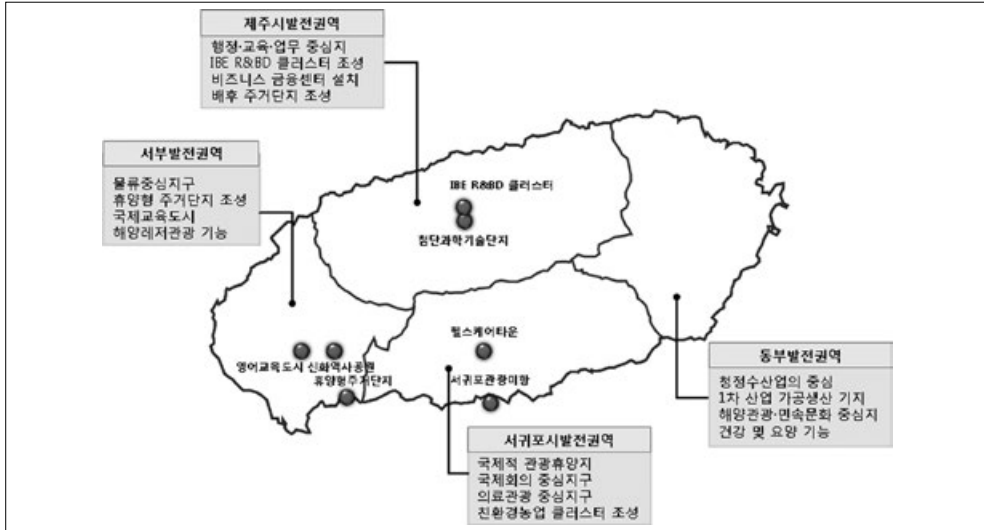 제주시발전권역
행정·교육·업무 중심지
IBE R&BD 클러스터 조성
비즈니스 금융센터 설치
배후 주거단지 조성
서부발전권역
물류중심지구
휴양형 주거단지 조성
국제교육도시
해양레저관광 기능
IBE R&BD 클러스터
첨단과학기술단지
헬스케어타운
영어교육도시 신화역사공원
휴양형주거단지
서귀포관광미항
동부발전권역
청정수산업의 중심
1차 산업 가공생산 기지
해양관광·민속문화 중심지
건강 및 요양 기능
서귀포시발전권역
국제적 관광휴양지
국제회의 중심지구
의료관광 중심지구
친환경농업 클러스터 조성